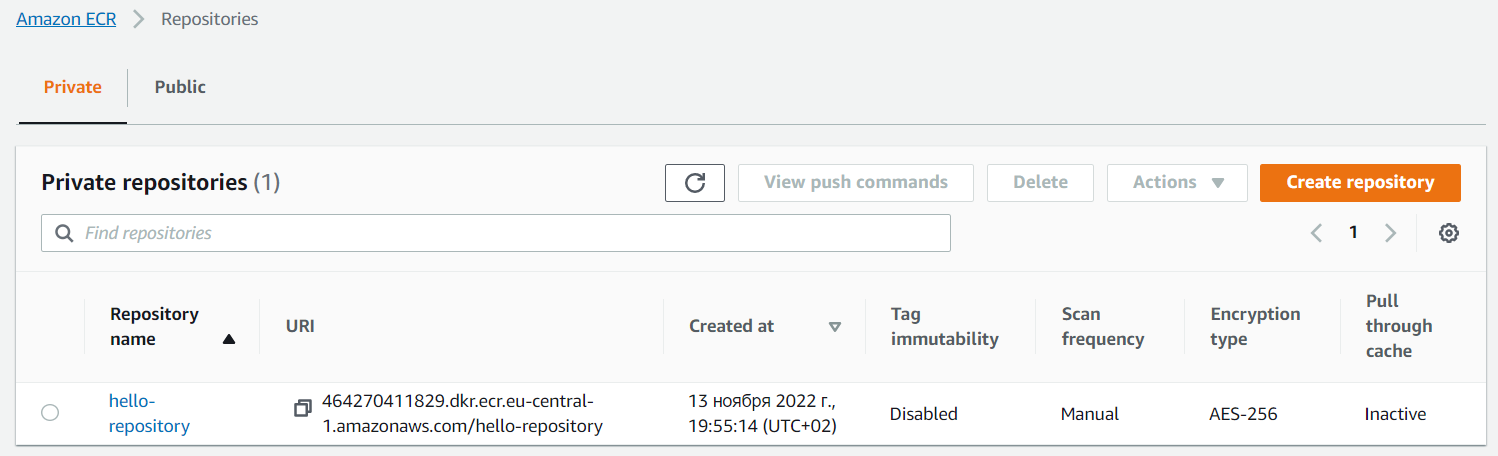 Amazon ECR > Repositories
Private Public
Private repositories (1) View push commands Delete Actions Create repository
Find repositories 1
Repository name URI Created at Tag immutability Scan frequency Encryption type Pull through cache
hello-repository 464270411829.dkr.ecr.eu-central-1.amazonaws.com/hello-repository 13 ноября 2022 г., 19:55:14 (UTC+02) Disabled Manual AES-256 Inactive